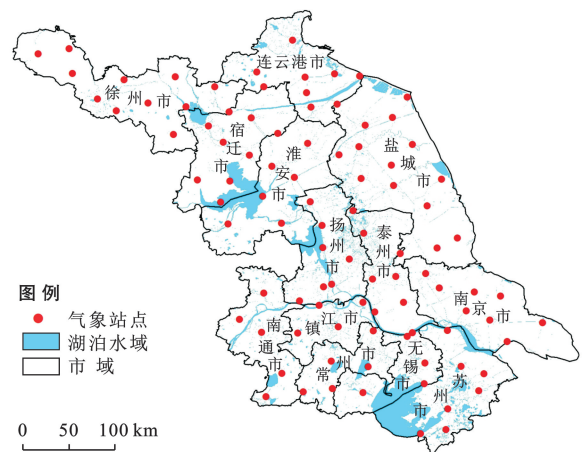 连云港市
徐州市
宿迁市
淮安市
盐城市
扬州市
泰州市
南京市
南通市
镇江市
常州市
无锡市
苏州市
图例
气象站点
湖泊水域
市域
0 50 100 km